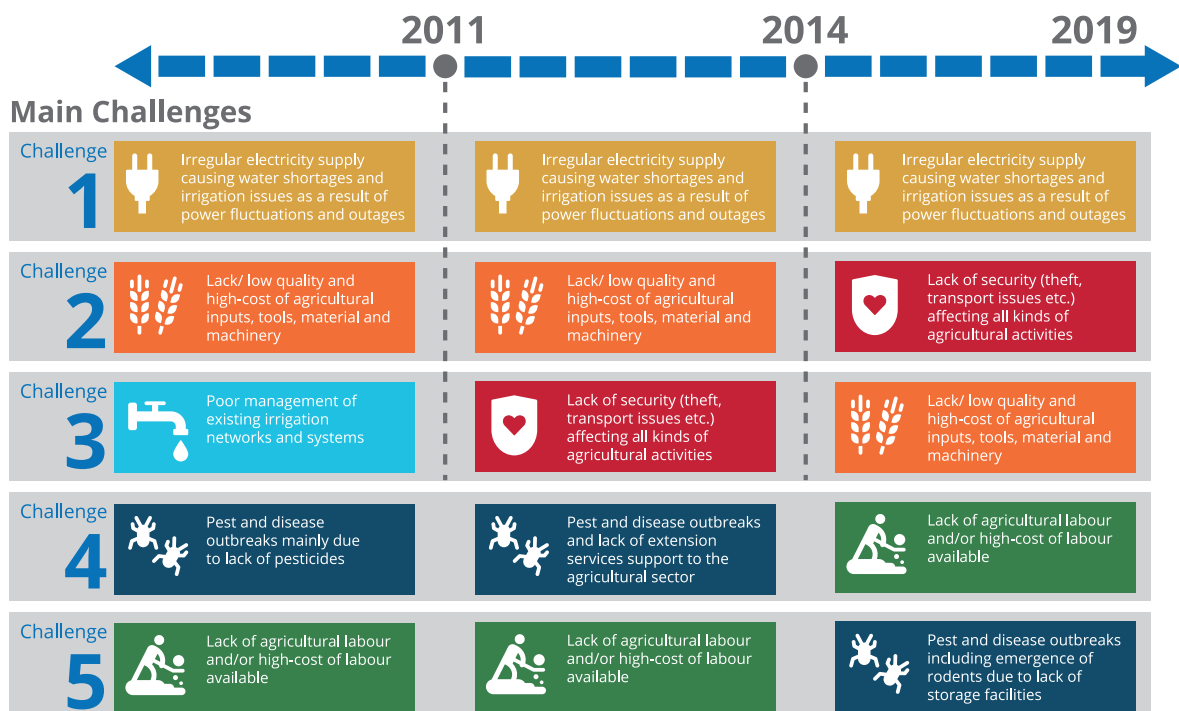 2011
2014
2019
Main Challenges
Challenge
1
Irregular electricity supply
causing water shortages and
irrigation issues as a result of
power fluctuations and outages
Irregular electricity supply
causing water shortages and
irrigation issues as a result of
power fluctuations and outages
Irregular electricity supply
causing water shortages and
irrigation issues as a result of
power fluctuations and outages
Challenge
2
Lack/ low quality and
high-cost of agricultural
inputs, tools, material and
machinery
Lack/ low quality and
high-cost of agricultural
inputs, tools, material and
machinery
Lack of security (theft,
transport issues etc.)
affecting all kinds of
agricultural activities
Challenge
3
Poor management of
existing irrigation
networks and systems
Lack of security (theft,
transport issues etc.)
affecting all kinds of
agricultural activities
Lack/ low quality and
high-cost of agricultural
inputs, tools, material and
machinery
Challenge
4
Pest and disease
outbreaks mainly due
to lack of pesticides
Pest and disease outbreaks
and lack of extension
services support to the
agricultural sector
Lack of agricultural labour
and/or high-cost of labour
available
Challenge
5
Lack of agricultural labour
and/or high-cost of labour
available
Lack of agricultural labour
and/or high-cost of labour
available
Pest and disease outbreaks
including emergence of
rodents due to lack of
storage facilities